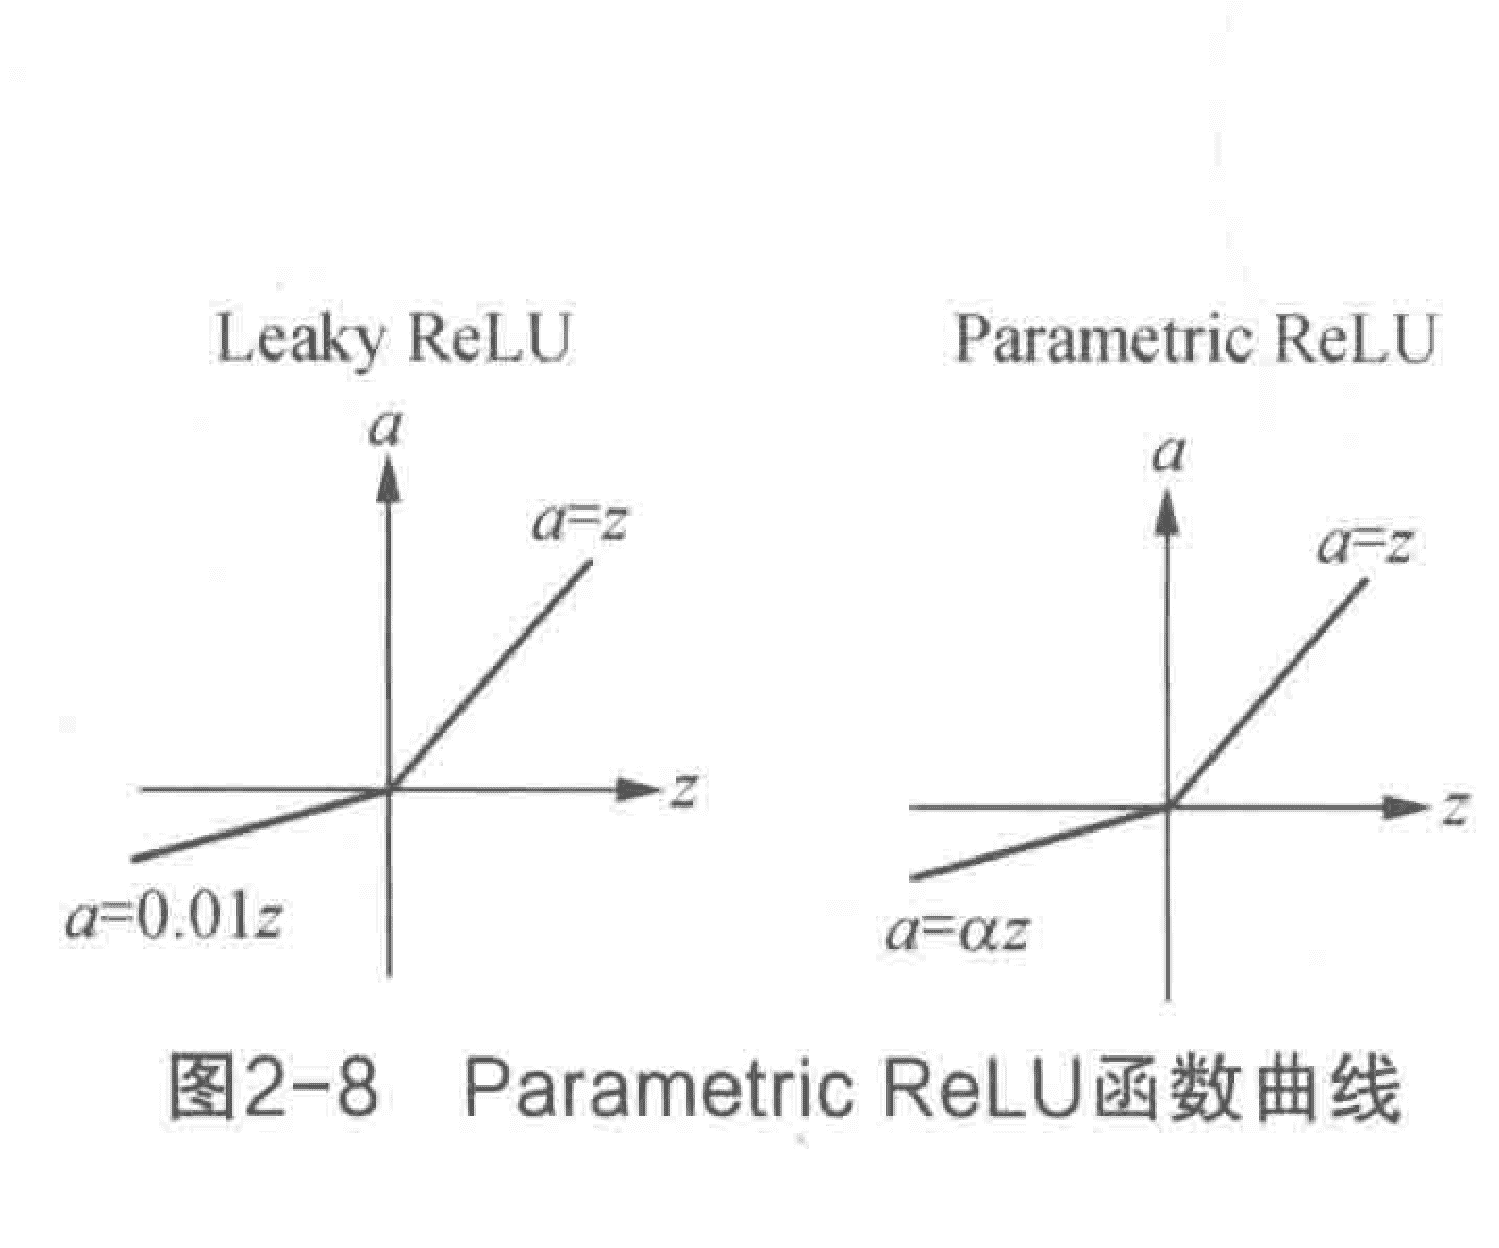 Leaky ReLU
a
a=z
z
a=0.01z
Parametric ReLU
a
a=z
z
a=αz
图2-8 Parametric ReLU函数曲线